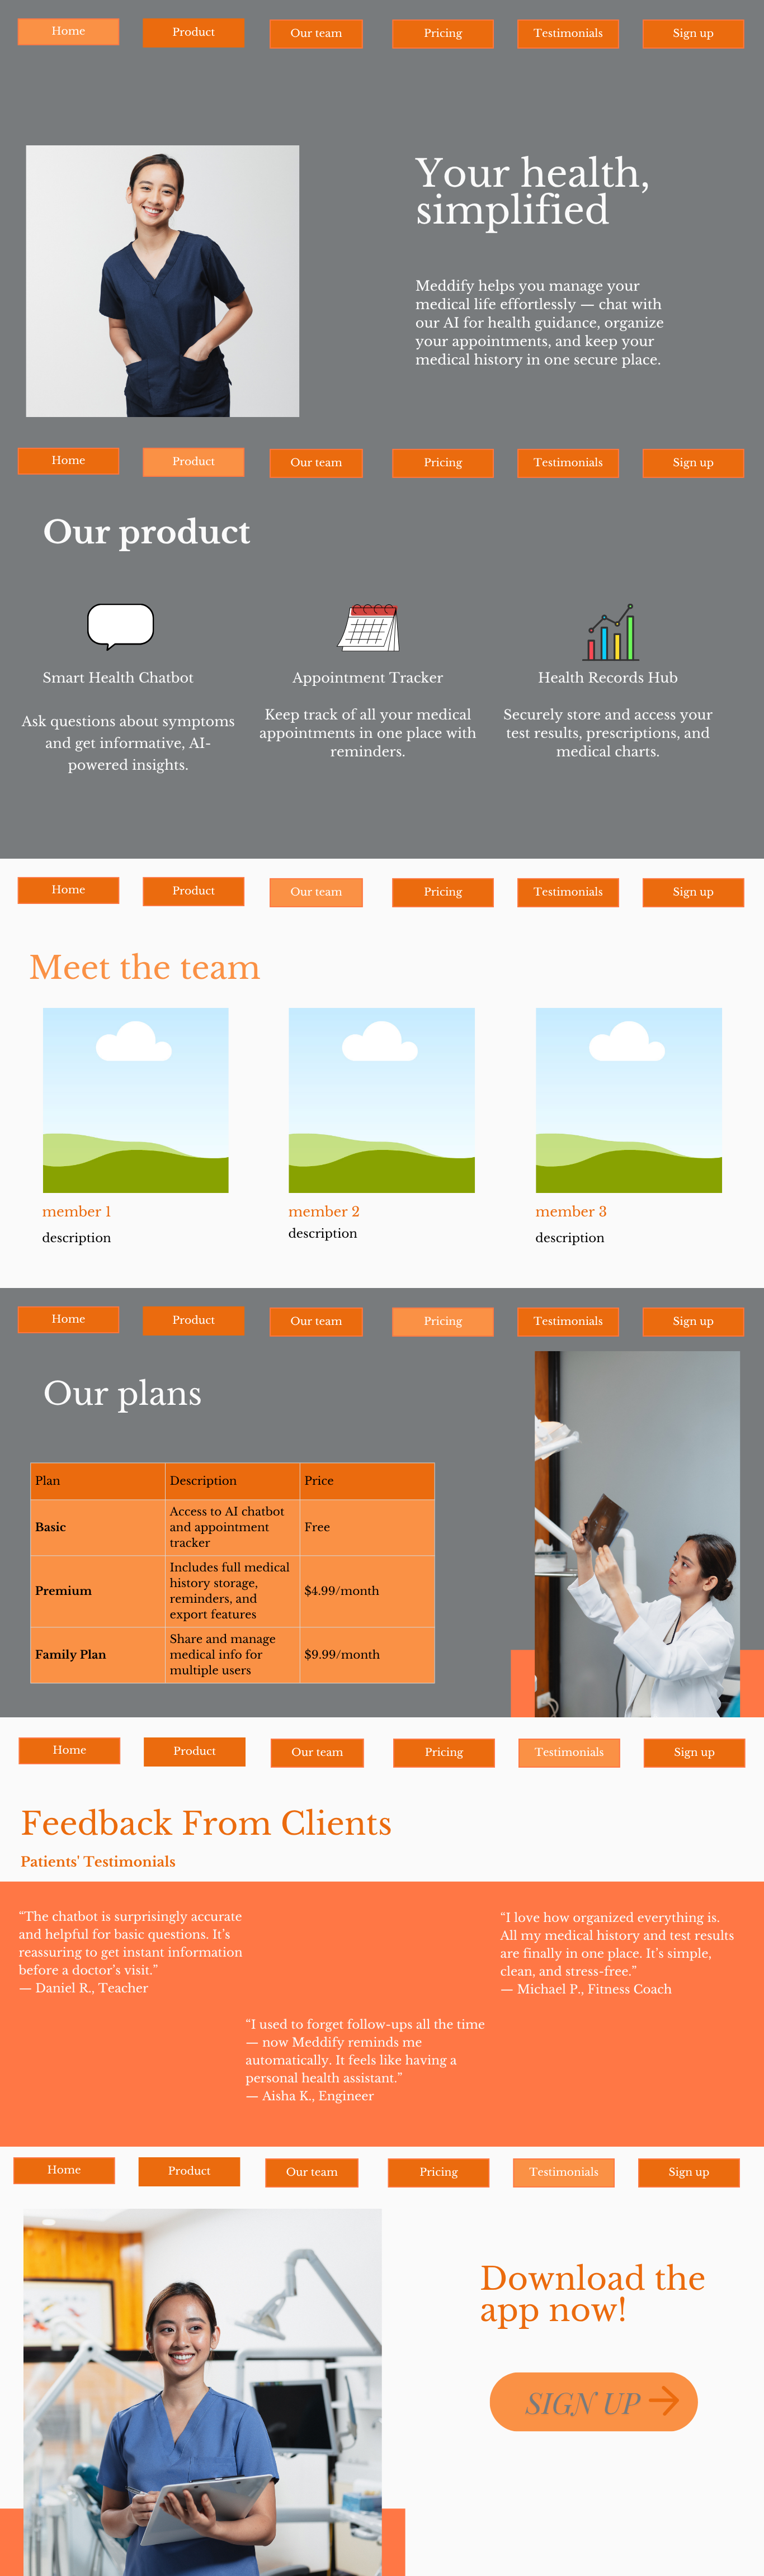 Home
Product
Our team
Pricing
Testimonials
Sign up
Your health,
simplified
Meddify helps you manage your
medical life effortlessly — chat with
our AI for health guidance, organize
your appointments, and keep your
medical history in one secure place.
Home
Product
Our team
Pricing
Testimonials
Sign up
Our product
Smart Health Chatbot
Ask questions about symptoms
and get informative, AI-
powered insights.
Appointment Tracker
Keep track of all your medical
appointments in one place with
reminders.
Health Records Hub
Securely store and access your
test results, prescriptions, and
medical charts.
Home
Product
Our team
Pricing
Testimonials
Sign up
Meet the team
member 1
description
member 2
description
member 3
description
Home
Product
Our team
Pricing
Testimonials
Sign up
Our plans
Plan
Description
Price
Basic
Access to AI chatbot
and appointment
tracker
Free
Premium
Includes full medical
history storage,
reminders, and
export features
$4.99/month
Family Plan
Share and manage
medical info for
multiple users
$9.99/month
Home
Product
Our team
Pricing
Testimonials
Sign up
Feedback From Clients
Patients' Testimonials
“The chatbot is surprisingly accurate
and helpful for basic questions. It’s
reassuring to get instant information
before a doctor’s visit.”
— Daniel R., Teacher
“I used to forget follow-ups all the time
— now Meddify reminds me
automatically. It feels like having a
personal health assistant.”
— Aisha K., Engineer
“I love how organized everything is.
All my medical history and test results
are finally in one place. It’s simple,
clean, and stress-free.”
— Michael P., Fitness Coach
Home
Product
Our team
Pricing
Testimonials
Sign up
Download the
app now!
SIGN UP